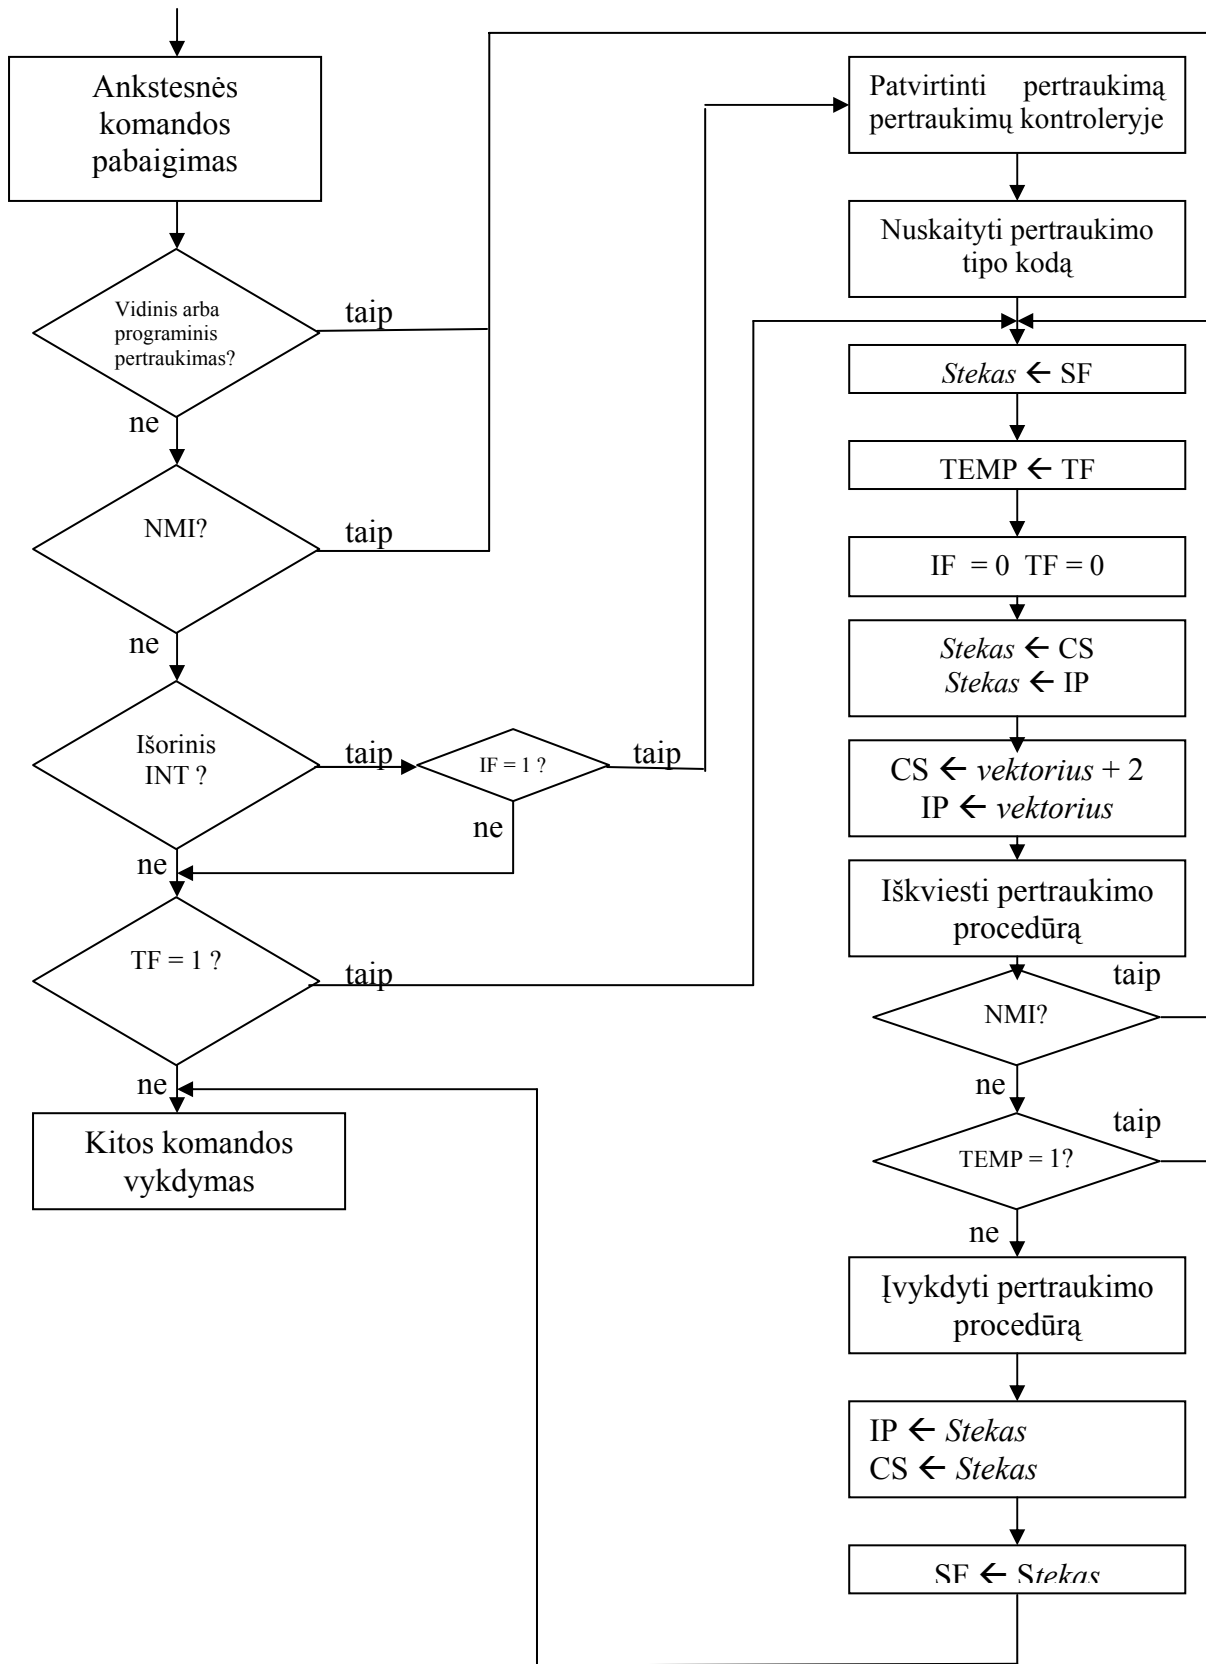 Ankstesnės
komandos
pabaigimas
Vidinis arba
programinis
pertraukimas?
taip
ne
NMI?
taip
ne
Išorinis
INT ?
taip
IF = 1 ?
taip
ne
ne
TF = 1 ?
taip
ne
Kitos komandos
vykdymas
Patvirtinti pertraukimą
pertraukimų kontroleryje
Nuskaityti pertraukimo
tipo kodą
Stekas ← SF
TEMP ← TF
IF = 0 TF = 0
Stekas ← CS
Stekas ← IP
CS ← vektorius + 2
IP ← vektorius
Iškviesti pertraukimo
procedūrą
taip
NMI?
ne
taip
TEMP = 1?
ne
Įvykdyti pertraukimo
procedūrą
IP ← Stekas
CS ← Stekas
SF ← Stekas